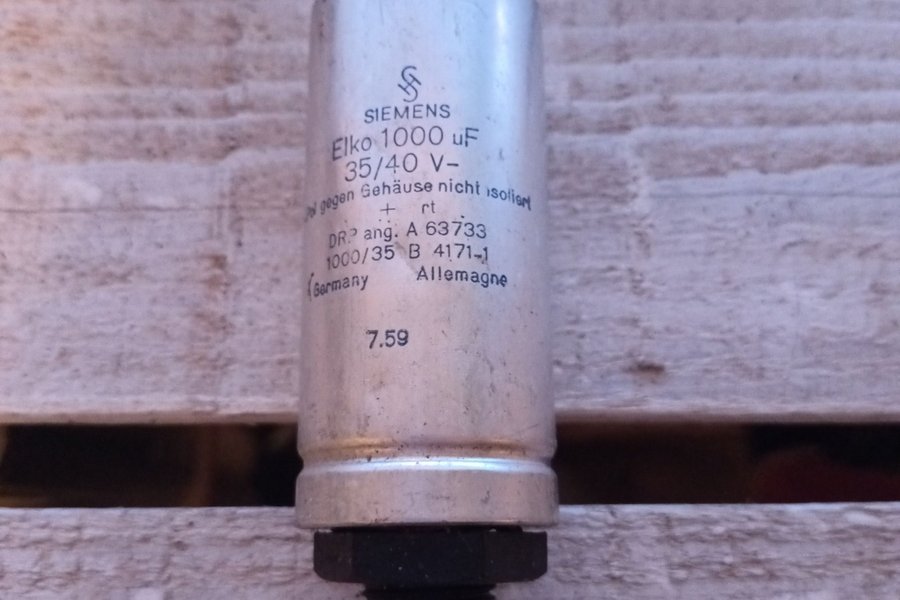 SIEMENS
Elko 1000 uF
35/40 V–
gegen Gehäuse nicht isoliert
+ rt
DRP ang. A 63733
1000/35 B 4171-1
Germany Allemagne
7.59